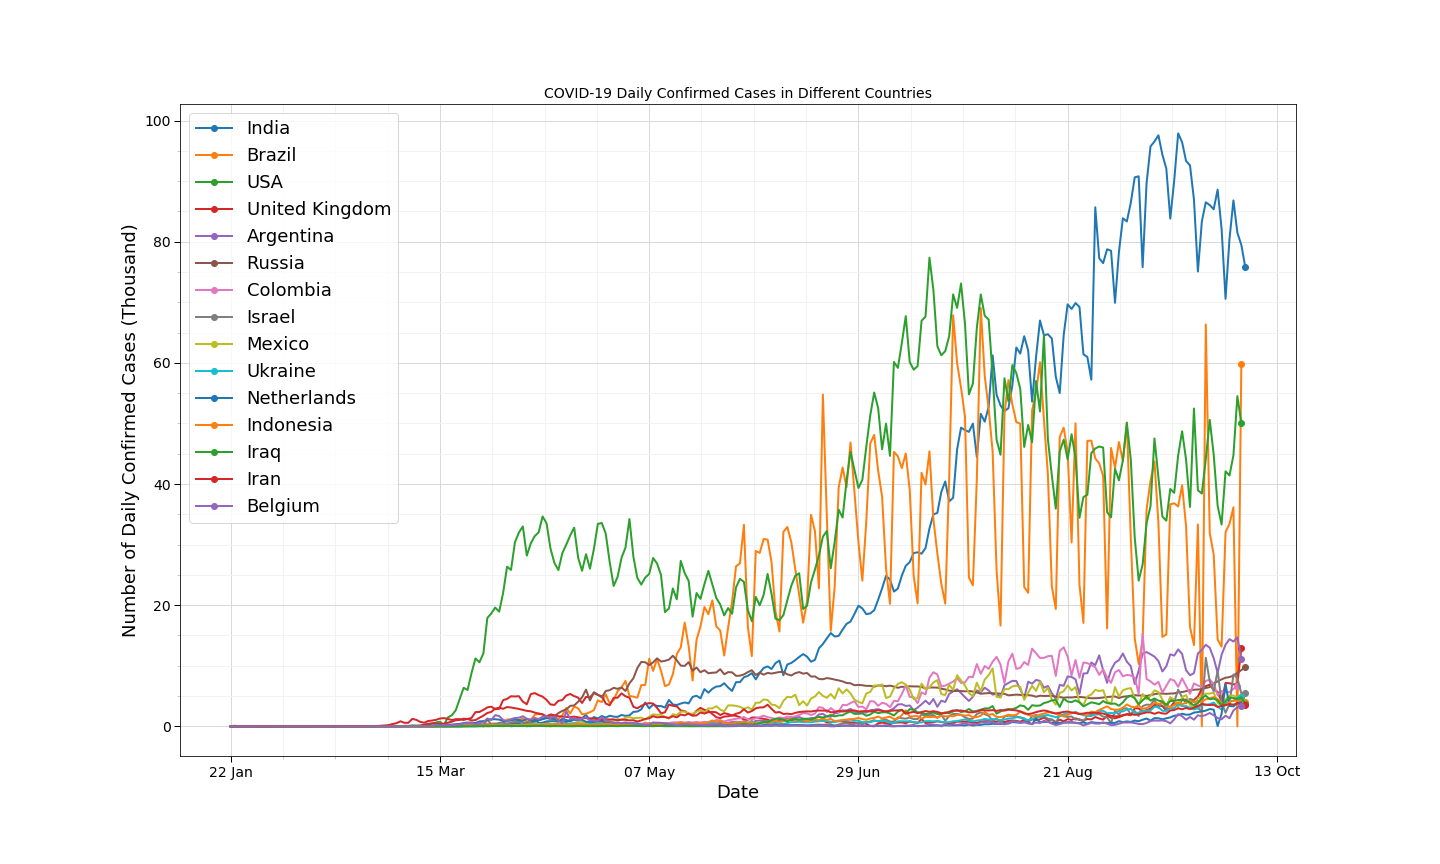 COVID-19 Daily Confirmed Cases in Different Countries
Number of Daily Confirmed Cases (Thousand)
100
80
60
40
20
0
India
Brazil
USA
United Kingdom
Argentina
Russia
Colombia
Israel
Mexico
Ukraine
Netherlands
Indonesia
Iraq
Iran
Belgium
22 Jan
15 Mar
07 May
29 Jun
21 Aug
13 Oct
Date